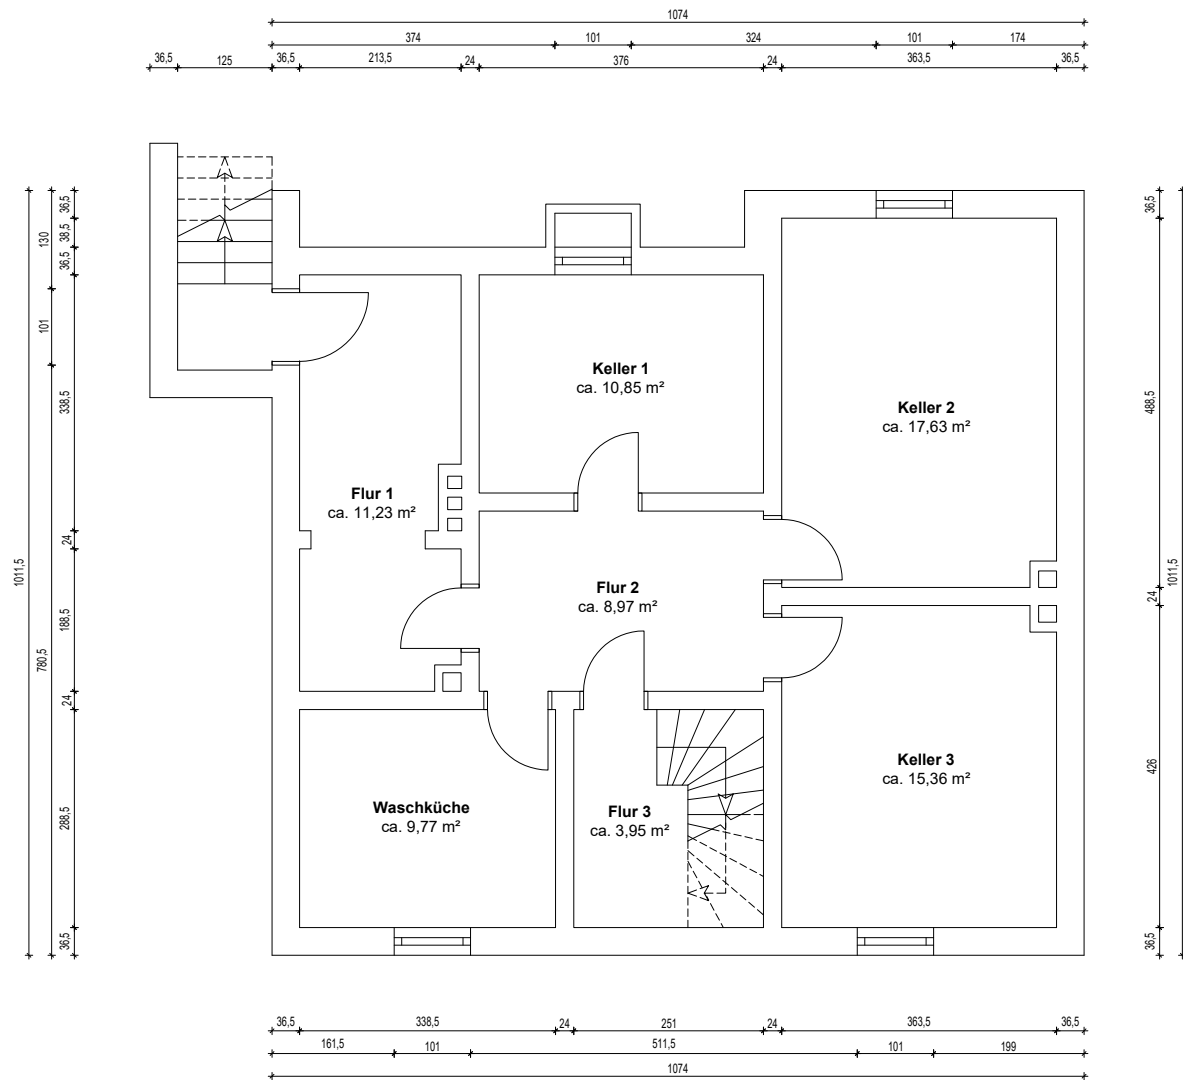 1074
374 101 324 101 174
36,5 125 36,5 213,5 24 376 24 363,5 36,5
1011,5
130
101
780,5
36,5
38,5
36,5
338,5
24
188,5
24
288,5
36,5
Keller 1
ca. 10,85 m²
Keller 2
ca. 17,63 m²
Flur 1
ca. 11,23 m²
Flur 2
ca. 8,97 m²
Keller 3
ca. 15,36 m²
Waschküche
ca. 9,77 m²
Flur 3
ca. 3,95 m²
36,5
488,5
24
426
36,5
1011,5
36,5 338,5 24 251 24 363,5 36,5
161,5 101 511,5 101 199
1074